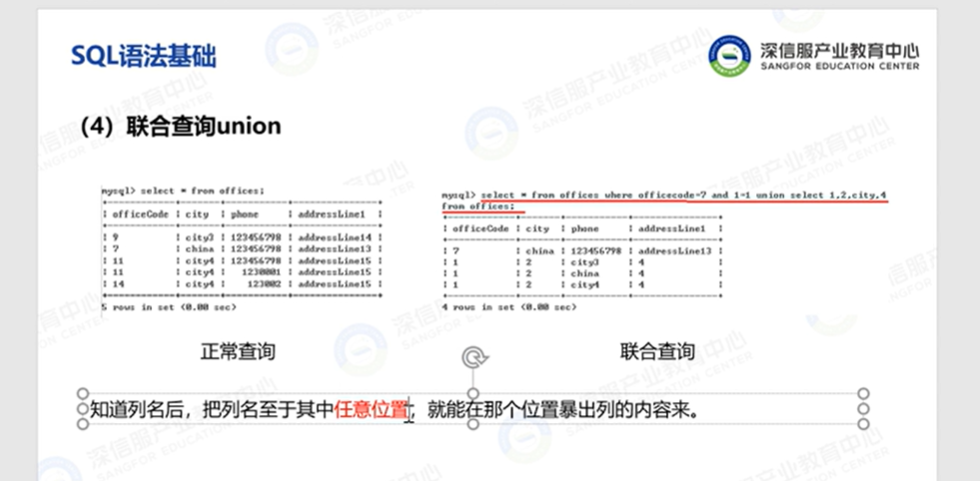 SQL语法基础
深信服产业教育中心
SANGFOR EDUCATION CENTER
（4）联合查询union
mysql> select * from offices;
| officeCode | city | phone | addressLine1 |
| 9 | city3 | 123456798 | addressLine14 |
| 7 | china | 123456798 | addressLine13 |
| 11 | city4 | 123456798 | addressLine15 |
| 11 | city4 | 1230001 | addressLine15 |
| 14 | city4 | 123002 | addressLine15 |
5 rows in set (0.00 sec)
正常查询
mysql> select * from offices where officecode=7 and 1=1 union select 1,2,city,4
from offices;
| officeCode | city | phone | addressLine1 |
| 7 | china | 123456798 | addressLine13 |
| 1 | 2 | city3 | 4 |
| 1 | 2 | china | 4 |
| 1 | 2 | city4 | 4 |
4 rows in set (0.00 sec)
联合查询
知道列名后，把列名至于其中任意位置，就能在那个位置暴出列的内容来。